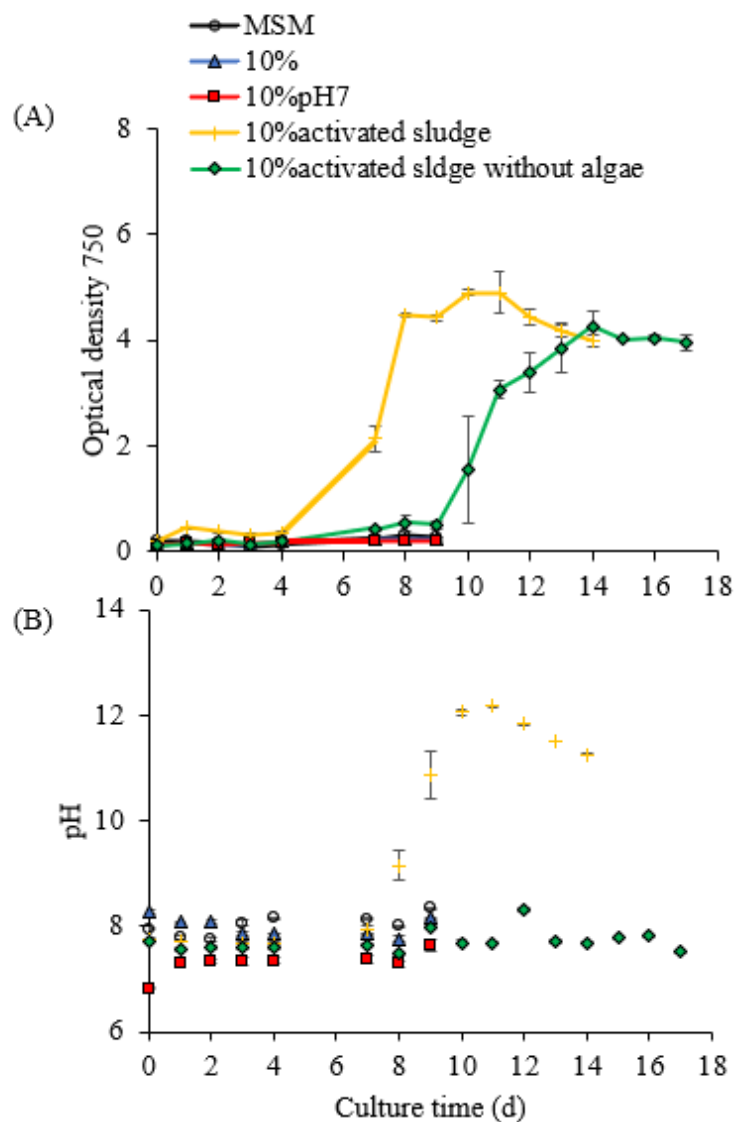 MSM
10%
10%pH7
10%activated sludge
10%activated sldge without algae
(A)
8
6
4
2
0
Optical density 750
0 2 4 6 8 10 12 14 16 18
(B)
14
12
10
8
6
pH
0 2 4 6 8 10 12 14 16 18
Culture time (d)